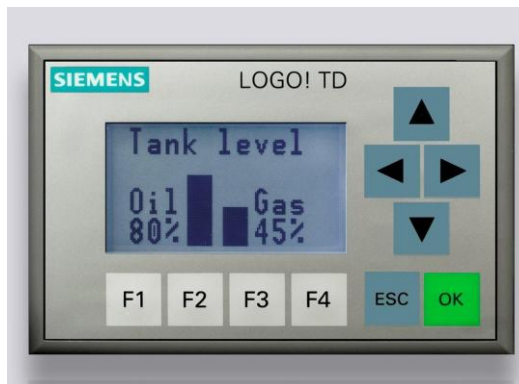 SIEMENS
LOGO! TD
Tank level
Oil Gas
80% 45%
F1 F2 F3 F4 ESC OK